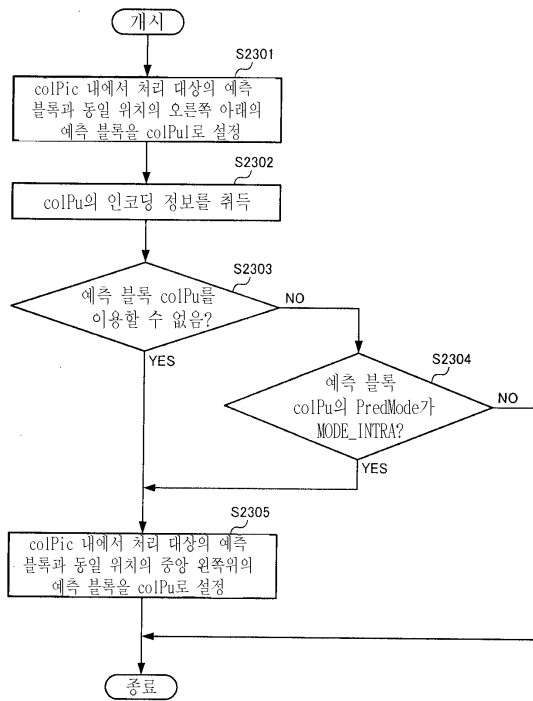 개시
S2301
colPic 내에서 처리 대상의 예측
블록과 동일 위치의 오른쪽 아래의
예측 블록을 colPu1로 설정
S2302
colPu의 인코딩 정보를 취득
S2303
예측 블록 colPu를
이용할 수 없음?
NO
YES
S2304
예측 블록
colPu의 PredMode가
MODE_INTRA?
NO
YES
S2305
colPic 내에서 처리 대상의 예측
블록과 동일 위치의 중앙 왼쪽위의
예측 블록을 colPu로 설정
종료